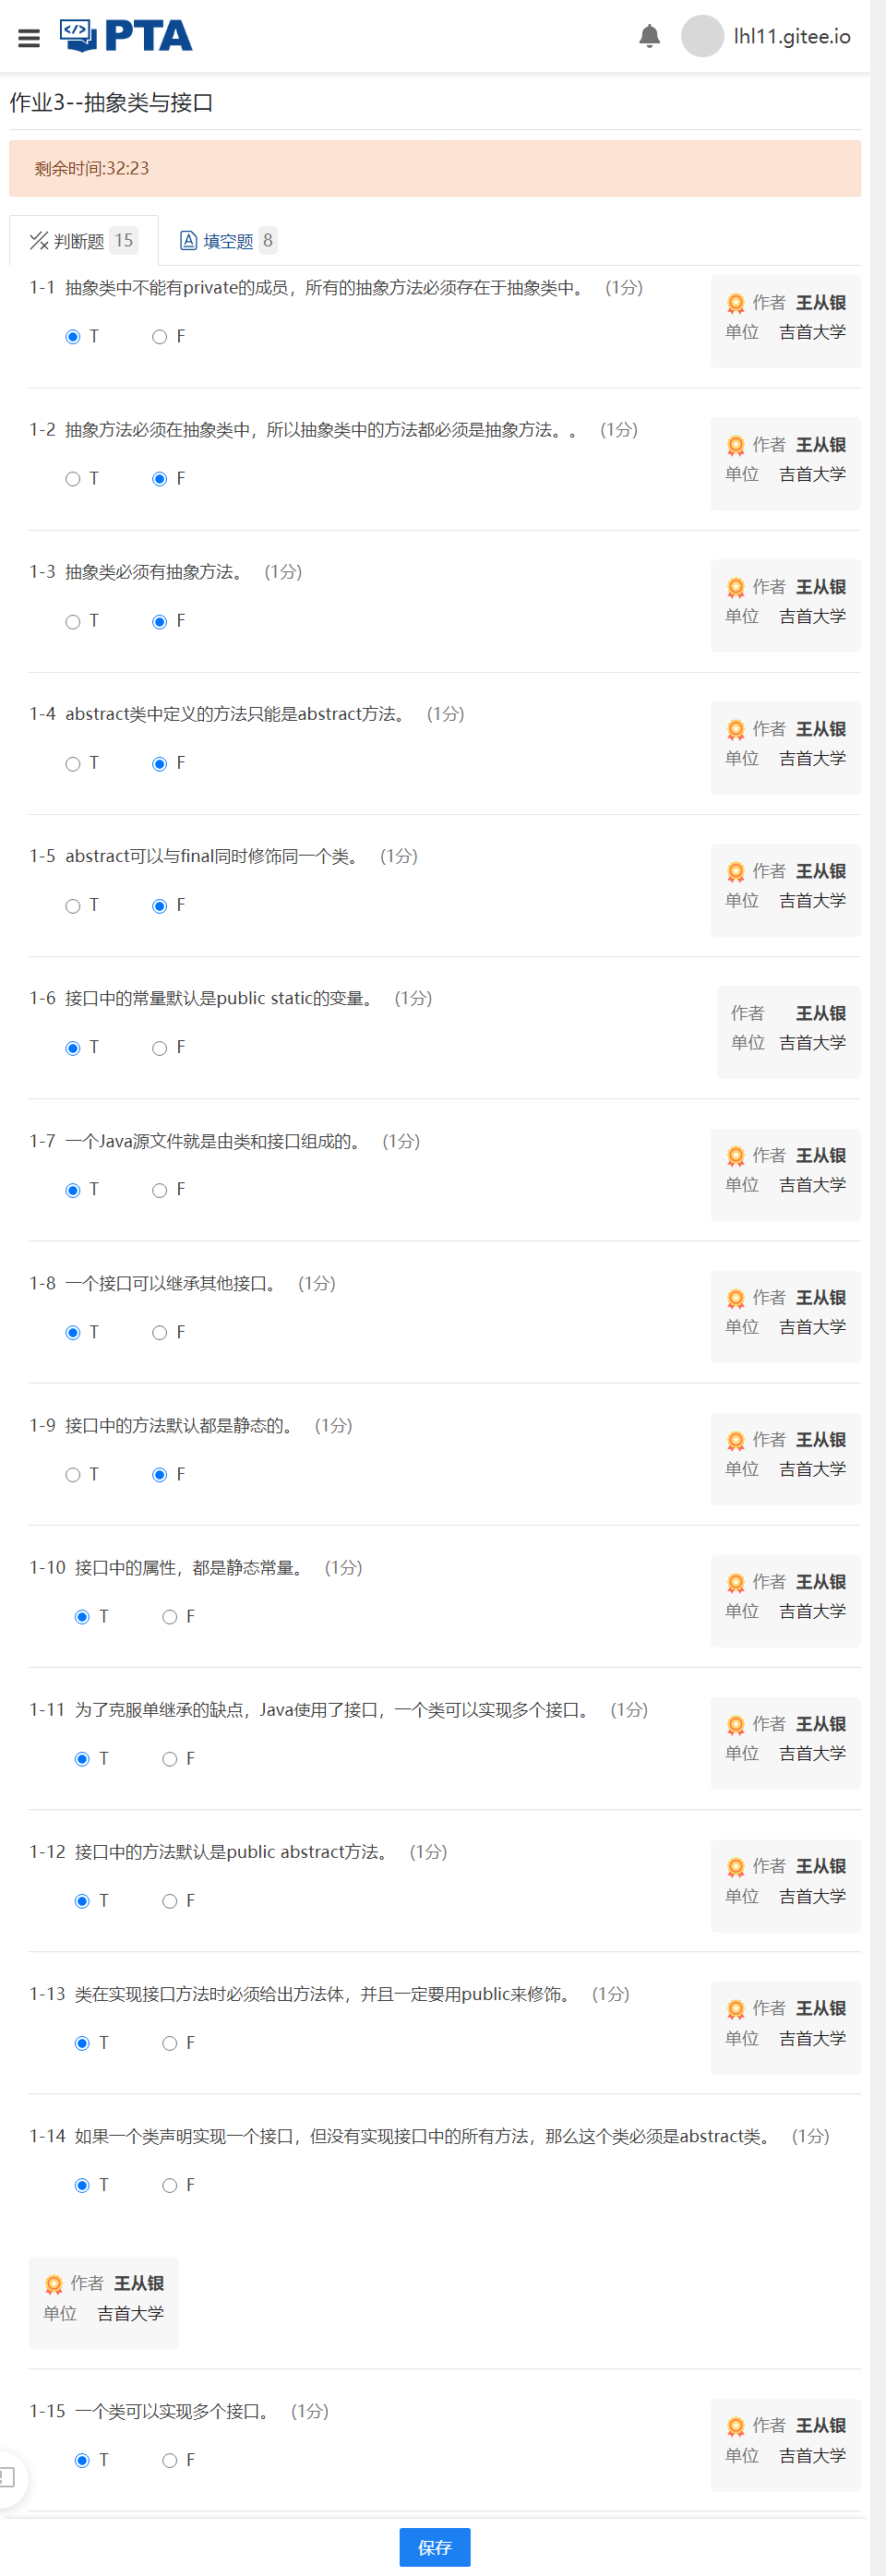 PTA
lhl11.gitee.io
作业3--抽象类与接口
剩余时间:32:23
判断题 15 填空题 8
1-1 抽象类中不能有private的成员，所有的抽象方法必须存在于抽象类中。 (1分)
T F
作者 王从银
单位 吉首大学
1-2 抽象方法必须在抽象类中，所以抽象类中的方法都必须是抽象方法。。 (1分)
T F
作者 王从银
单位 吉首大学
1-3 抽象类必须有抽象方法。 (1分)
T F
作者 王从银
单位 吉首大学
1-4 abstract类中定义的方法只能是abstract方法。 (1分)
T F
作者 王从银
单位 吉首大学
1-5 abstract可以与final同时修饰同一个类。 (1分)
T F
作者 王从银
单位 吉首大学
1-6 接口中的常量默认是public static的变量。 (1分)
T F
作者 王从银
单位 吉首大学
1-7 一个Java源文件就是由类和接口组成的。 (1分)
T F
作者 王从银
单位 吉首大学
1-8 一个接口可以继承其他接口。 (1分)
T F
作者 王从银
单位 吉首大学
1-9 接口中的方法默认都是静态的。 (1分)
T F
作者 王从银
单位 吉首大学
1-10 接口中的属性，都是静态常量。 (1分)
T F
作者 王从银
单位 吉首大学
1-11 为了克服单继承的缺点，Java使用了接口，一个类可以实现多个接口。 (1分)
T F
作者 王从银
单位 吉首大学
1-12 接口中的方法默认是public abstract方法。 (1分)
T F
作者 王从银
单位 吉首大学
1-13 类在实现接口方法时必须给出方法体，并且一定要用public来修饰。 (1分)
T F
作者 王从银
单位 吉首大学
1-14 如果一个类声明实现一个接口，但没有实现接口中的所有方法，那么这个类必须是abstract类。 (1分)
T F
作者 王从银
单位 吉首大学
1-15 一个类可以实现多个接口。 (1分)
T F
作者 王从银
单位 吉首大学
保存